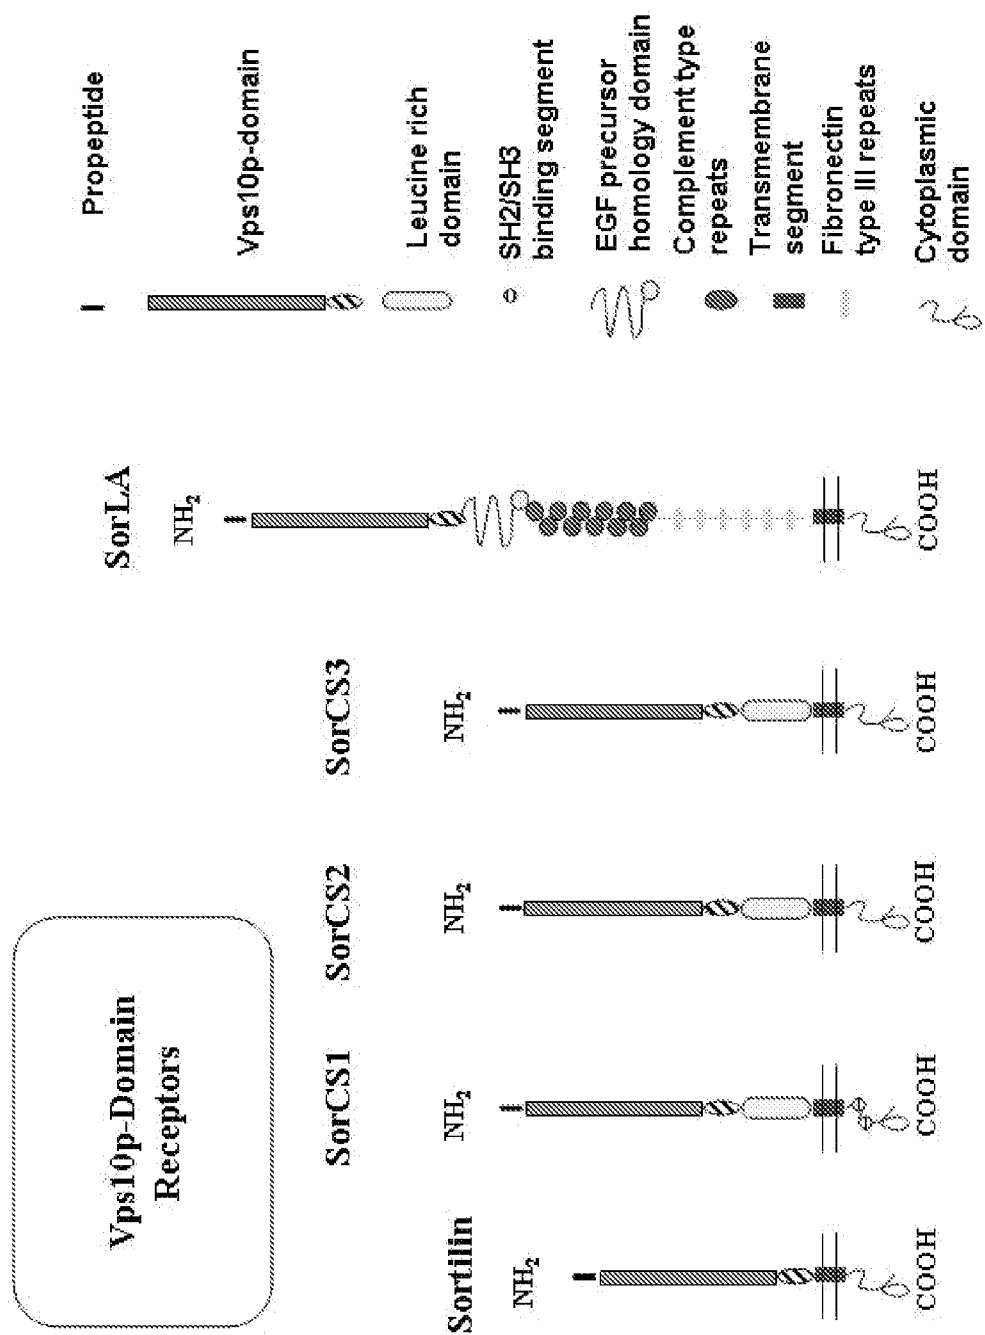 Vps10p-Domain
Receptors
Sortilin
NH2
COOH
SorCS1
NH2
COOH
SorCS2
NH2
COOH
SorCS3
NH2
COOH
SorLA
NH2
COOH
Propeptide
Vps10p-domain
Leucine rich
domain
SH2/SH3
binding segment
EGF precursor
homology domain
Complement type
repeats
Transmembrane
segment
Fibronectin
type III repeats
Cytoplasmic
domain